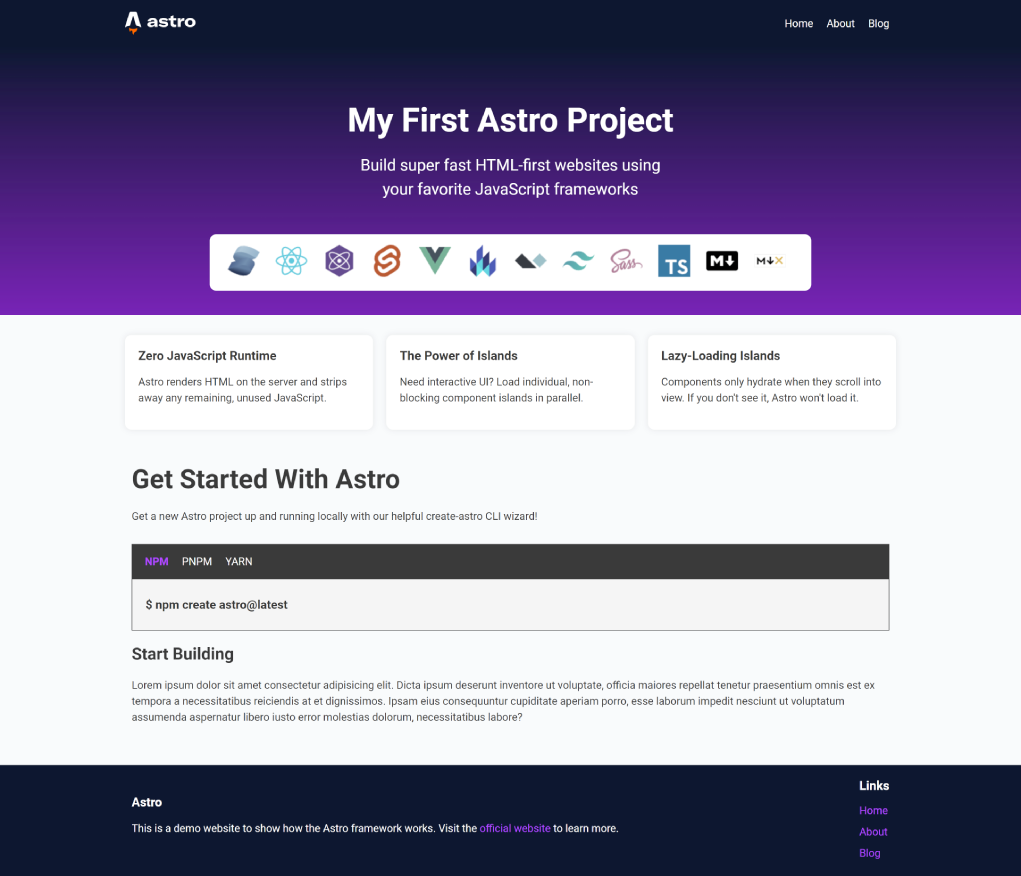 astro
Home About Blog
My First Astro Project
Build super fast HTML-first websites using
your favorite JavaScript frameworks
Sass TS M M
Zero JavaScript Runtime
Astro renders HTML on the server and strips
away any remaining, unused JavaScript.
The Power of Islands
Need interactive UI? Load individual, non-
blocking component islands in parallel.
Lazy-Loading Islands
Components only hydrate when they scroll into
view. If you don't see it, Astro won't load it.
Get Started With Astro
Get a new Astro project up and running locally with our helpful create-astro CLI wizard!
NPM PNPM YARN
$ npm create astro@latest
Start Building
Lorem ipsum dolor sit amet consectetur adipisicing elit. Dicta ipsum deserunt inventore ut voluptate, officia maiores repellat tenetur praesentium omnis est ex
tempora a necessitatibus reiciendis at et dignissimos. Ipsam eius consequuntur cupiditate aperiam porro, esse laborum impedit nesciunt ut voluptatum
assumenda aspernatur libero iusto error molestias dolorum, necessitatibus labore?
Astro
This is a demo website to show how the Astro framework works. Visit the official website to learn more.
Links
Home
About
Blog